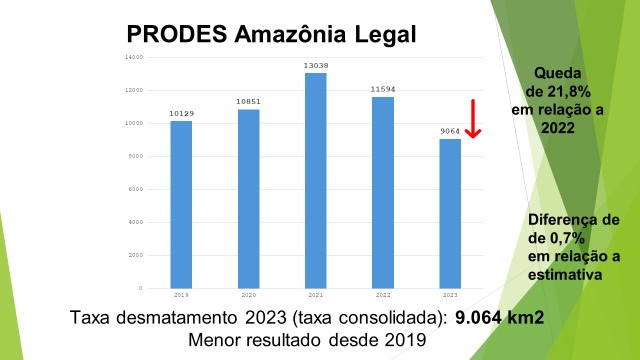 PRODES Amazônia Legal
14000
12000
10000
8000
6000
4000
2000
0
10129
10851
13038
11594
9064
2019
2020
2021
2022
2023
Queda
de 21,8%
em relação a
2022
Diferença de
de 0,7%
em relação a
estimativa
Taxa desmatamento 2023 (taxa consolidada): 9.064 km2
Menor resultado desde 2019